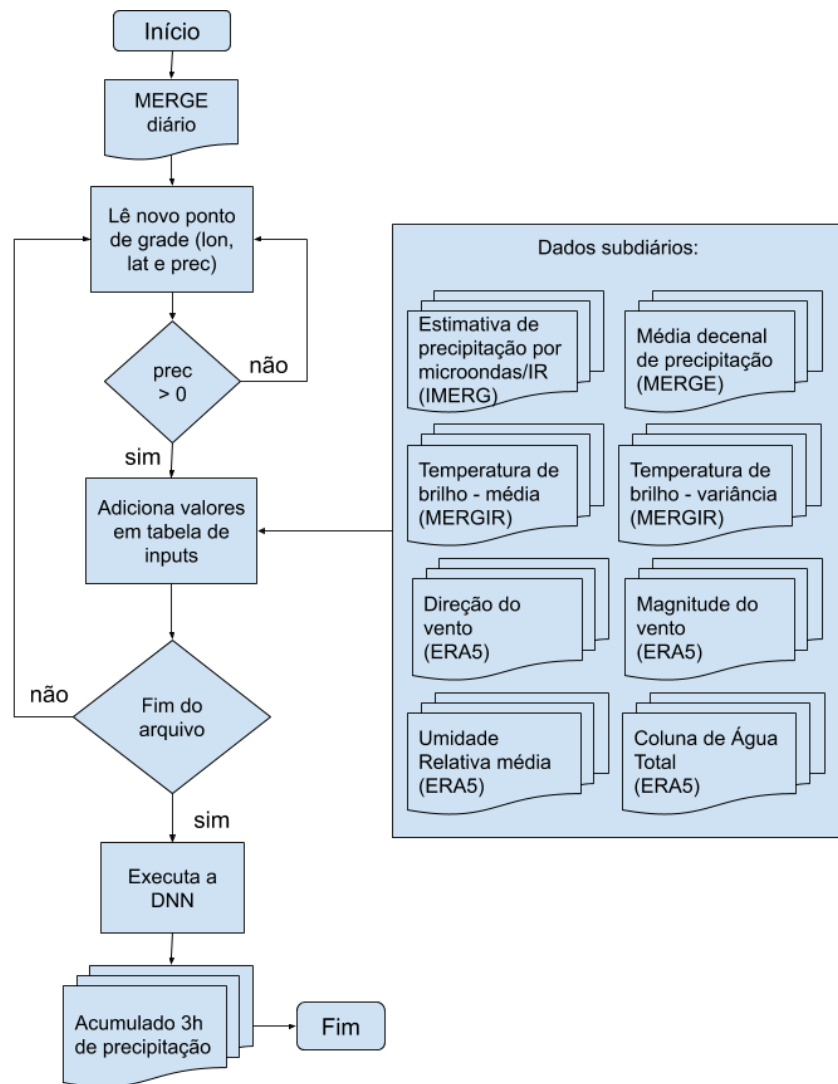 Início
MERGE
diário
Lê novo ponto
de grade (lon,
lat e prec)
prec
> 0
não
sim
Adiciona valores
em tabela de
inputs
não
Fim do
arquivo
sim
Executa a
DNN
Acumulado 3h
de precipitação
Fim
Dados subdiários:
Estimativa de
precipitação por
microondas/IR
(IMERG)
Média decenal
de precipitação
(MERGE)
Temperatura de
brilho - média
(MERGIR)
Temperatura de
brilho - variância
(MERGIR)
Direção do
vento
(ERA5)
Magnitude do
vento
(ERA5)
Umidade
Relativa média
(ERA5)
Coluna de Água
Total
(ERA5)